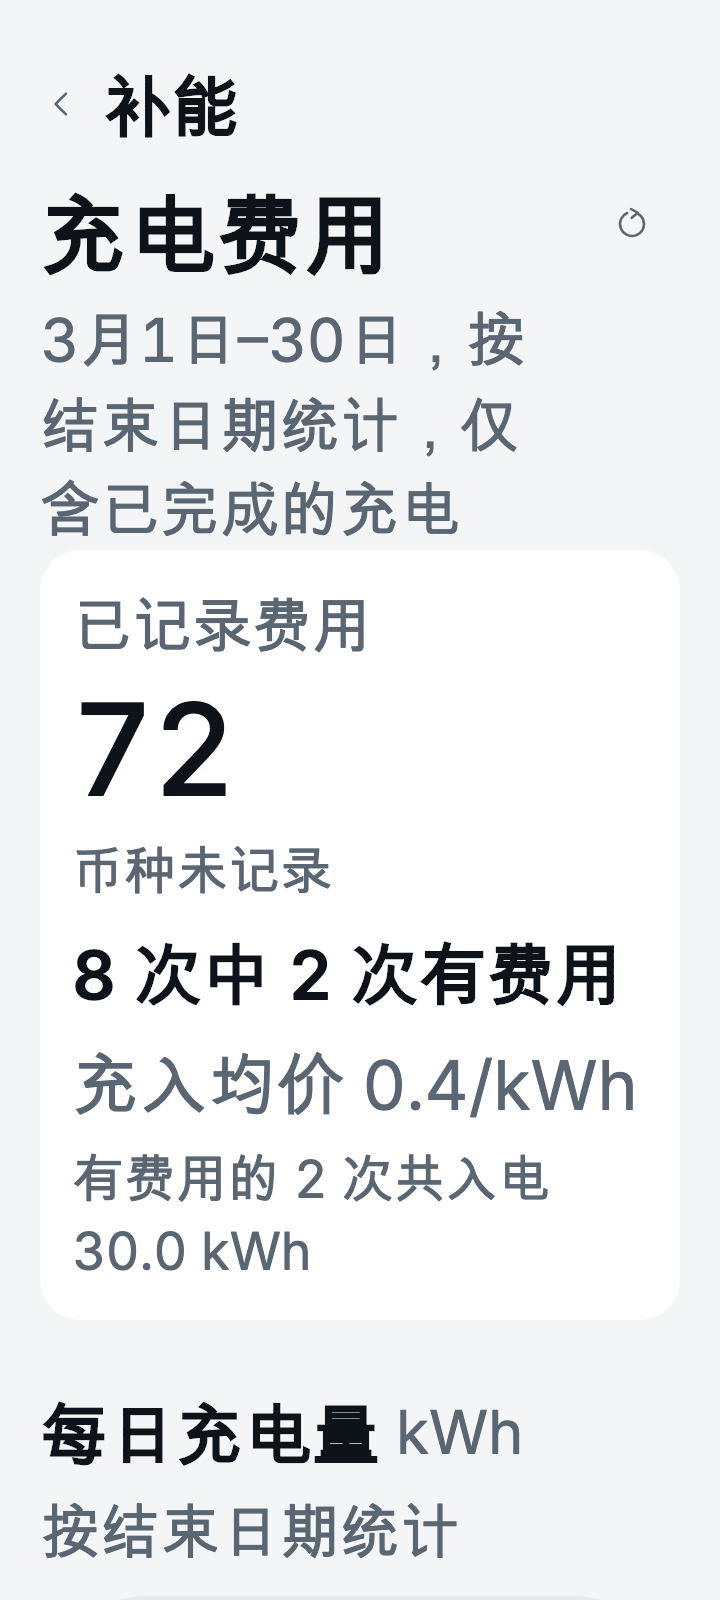 补能
充电费用
3月1日–30日，按
结束日期统计，仅
含已完成的充电
已记录费用
72
币种未记录
8 次中 2 次有费用
充入均价 0.4/kWh
有费用的 2 次共入电
30.0 kWh
每日充电量 kWh
按结束日期统计